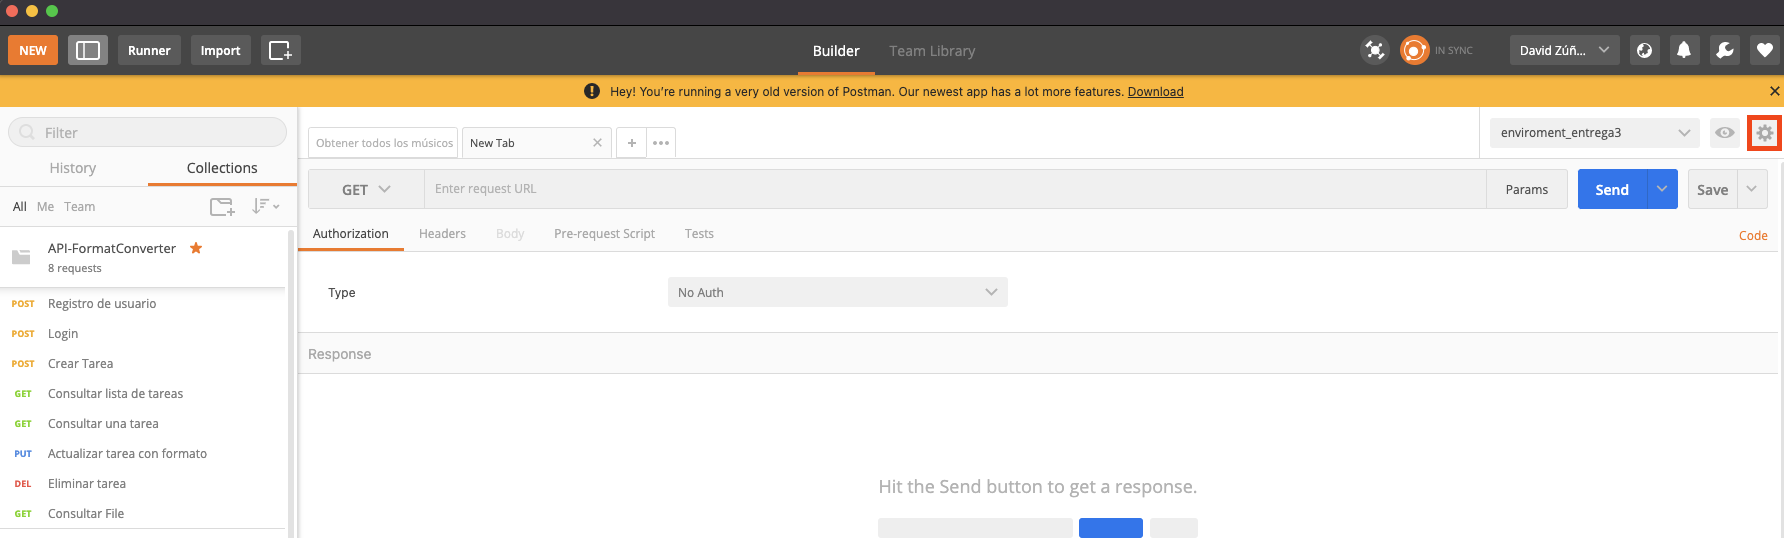 NEW
Runner
Import
Builder
Team Library
IN SYNC
David Zúñ...
Hey! You're running a very old version of Postman. Our newest app has a lot more features. Download
Filter
History
Collections
All
Me
Team
API-FormatConverter
8 requests
POST Registro de usuario
POST Login
POST Crear Tarea
GET Consultar lista de tareas
GET Consultar una tarea
PUT Actualizar tarea con formato
DEL Eliminar tarea
GET Consultar File
Obtener todos los músicos
New Tab
enviroment_entrega3
GET
Enter request URL
Params
Send
Save
Authorization
Headers
Body
Pre-request Script
Tests
Code
Type
No Auth
Response
Hit the Send button to get a response.